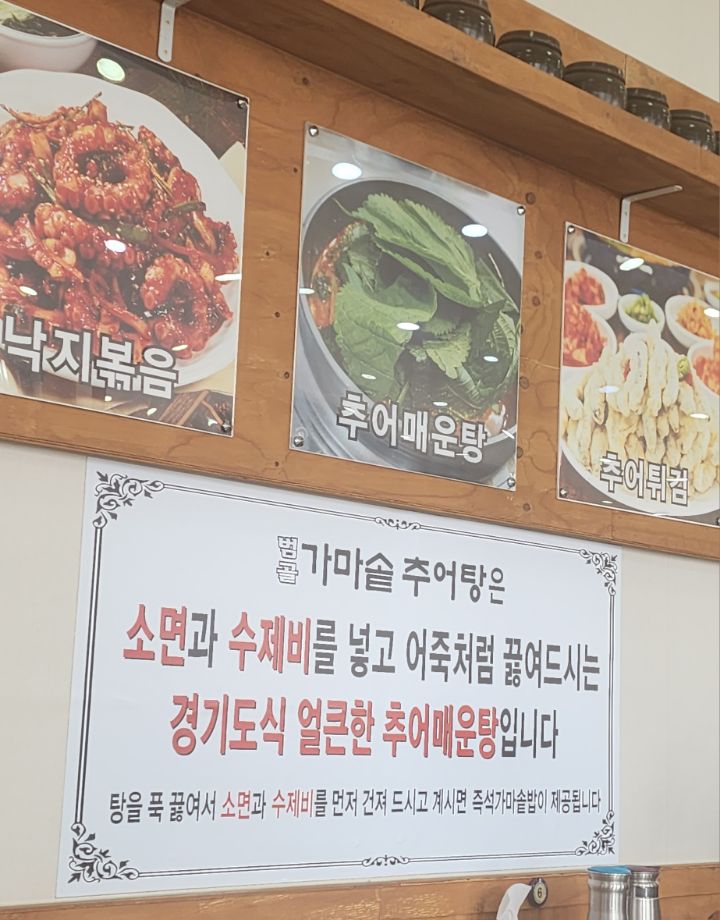 낙지볶음
추어매운탕
추어튀김
범골 가마솥 추어탕은
소면과 수제비를 넣고 어죽처럼 끓여드시는
경기도식 얼큰한 추어매운탕입니다
탕을 푹 끓여서 소면과 수제비를 먼저 건져 드시고 계시면 즉석가마솥밥이 제공됩니다
6